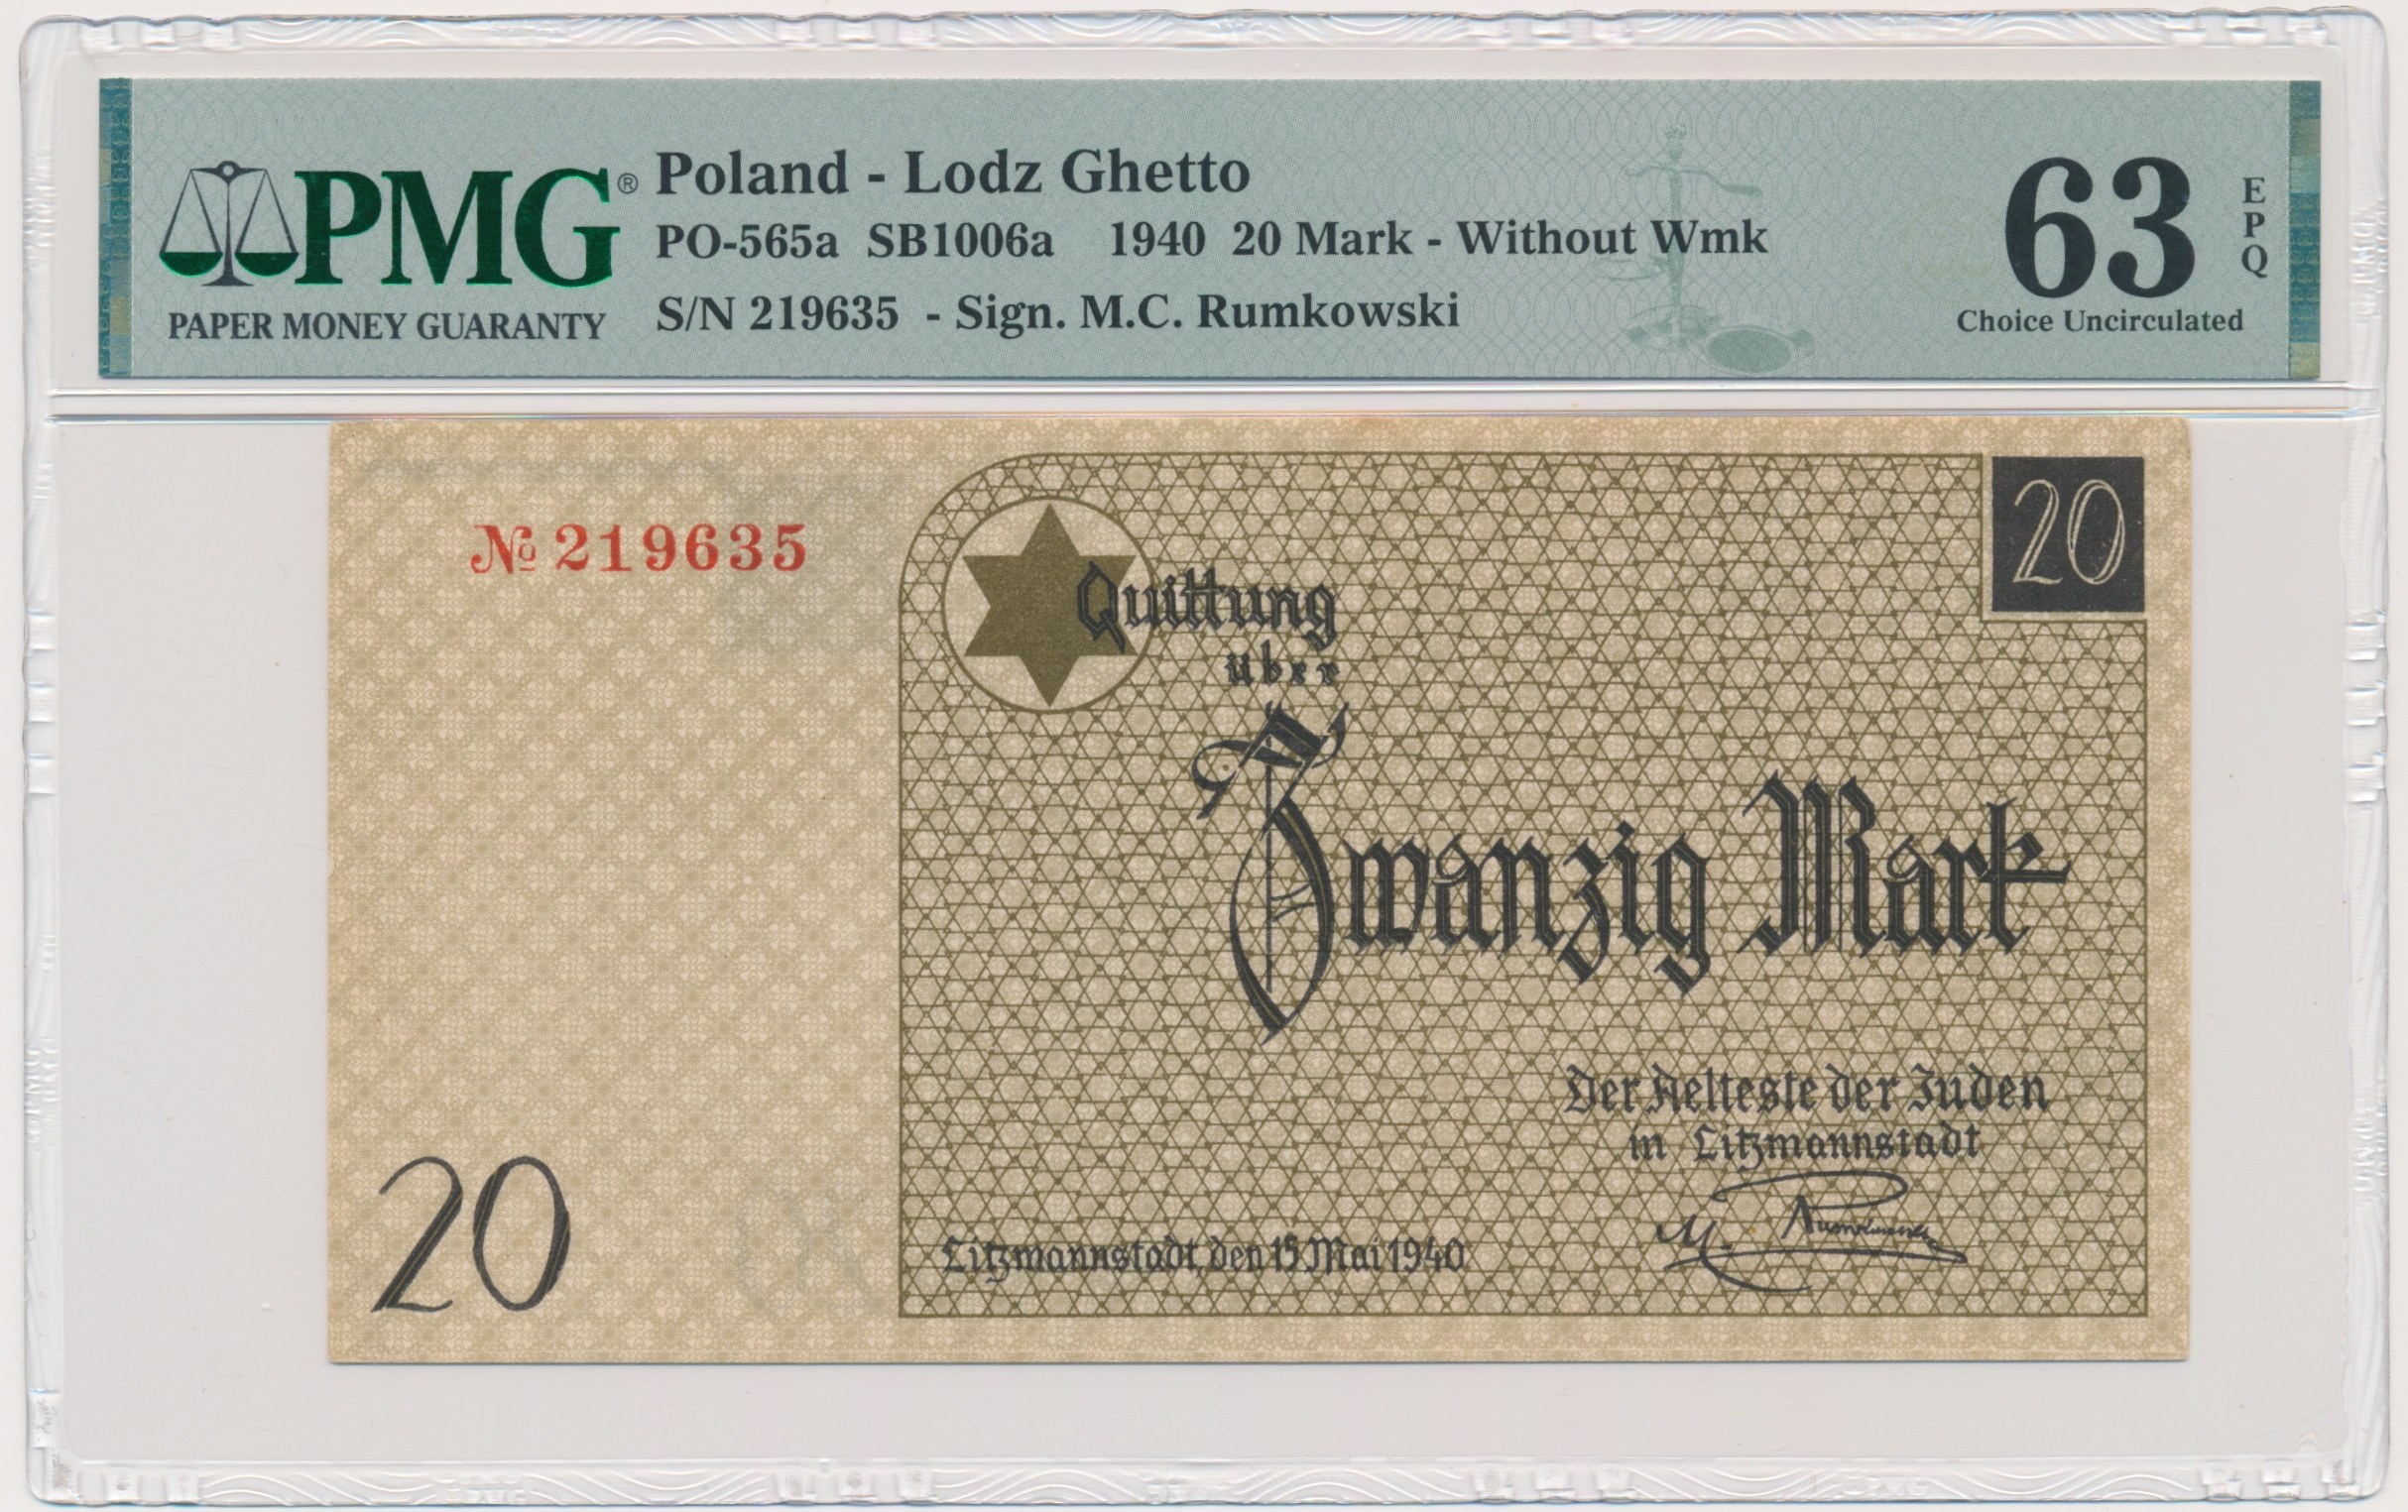 PMG®
PAPER MONEY GUARANTY
Poland - Lodz Ghetto
PO-565a SB1006a 1940 20 Mark - Without Wmk
S/N 219635 - Sign. M.C. Rumkowski
63
EPQ
Choice Uncirculated
№ 219635
20
Quittung
über
Zwanzig Mark
Der Aelteste der Juden
in Litzmannstadt
M. Rumkowski
Litzmannstadt, den 15 Mai 1940
20